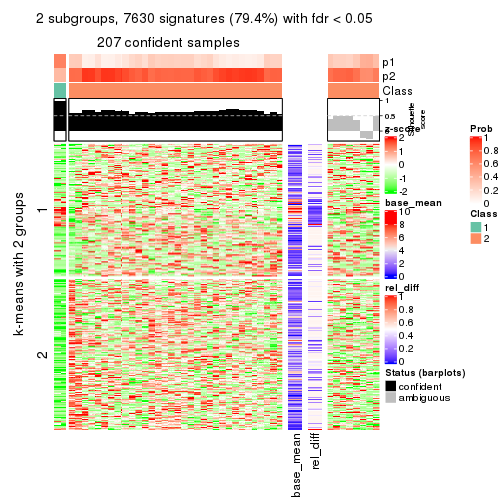 2 subgroups, 7630 signatures (79.4%) with fdr < 0.05
207 confident samples
p1
p2
Class
1
0.5
0
Silhouette
score
k-means with 2 groups
1
2
base_mean
rel_diff
z-score
2
1
0
-1
-2
base_mean
10
8
6
4
2
0
rel_diff
1
0.8
0.6
0.4
0.2
0
Status (barplots)
confident
ambiguous
Prob
1
0.8
0.6
0.4
0.2
0
Class
1
2